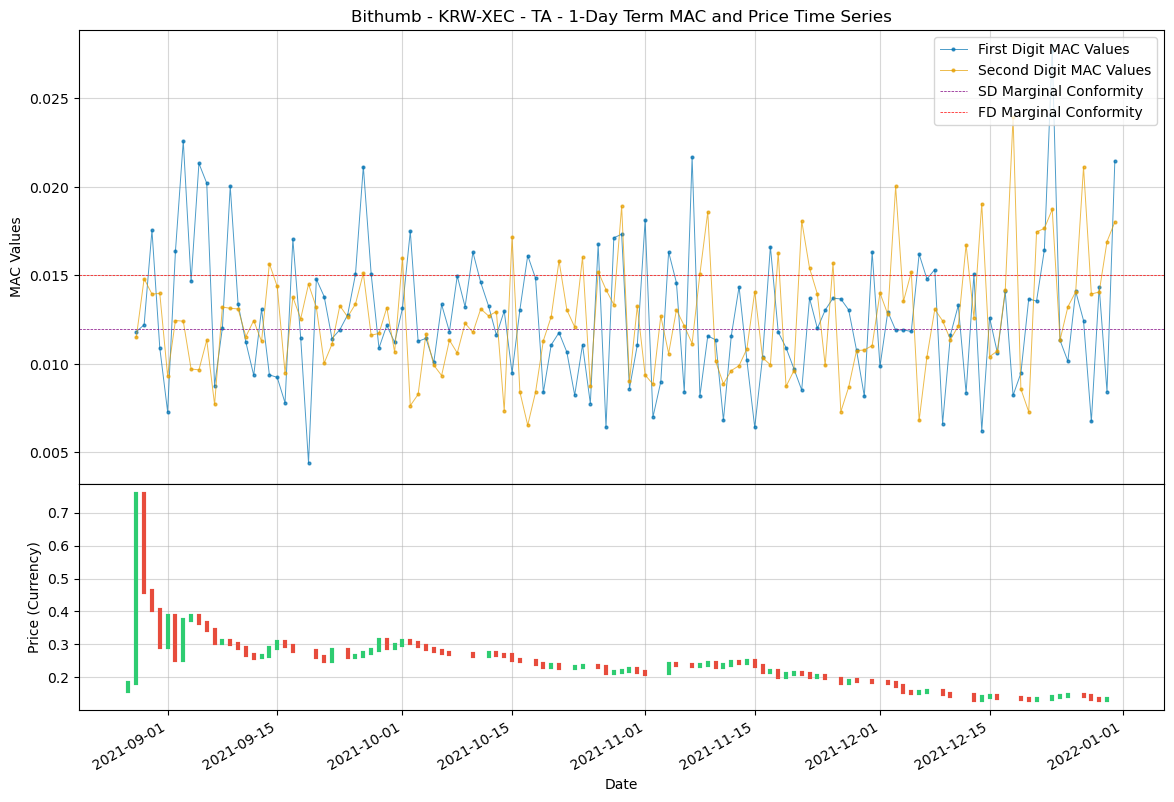 Bithumb - KRW-XEC - TA - 1-Day Term MAC and Price Time Series
First Digit MAC Values
Second Digit MAC Values
SD Marginal Conformity
FD Marginal Conformity
MAC Values
0.025
0.020
0.015
0.010
0.005
Price (Currency)
0.7
0.6
0.5
0.4
0.3
0.2
2021-09-01
2021-09-15
2021-10-01
2021-10-15
2021-11-01
2021-11-15
2021-12-01
2021-12-15
2022-01-01
Date